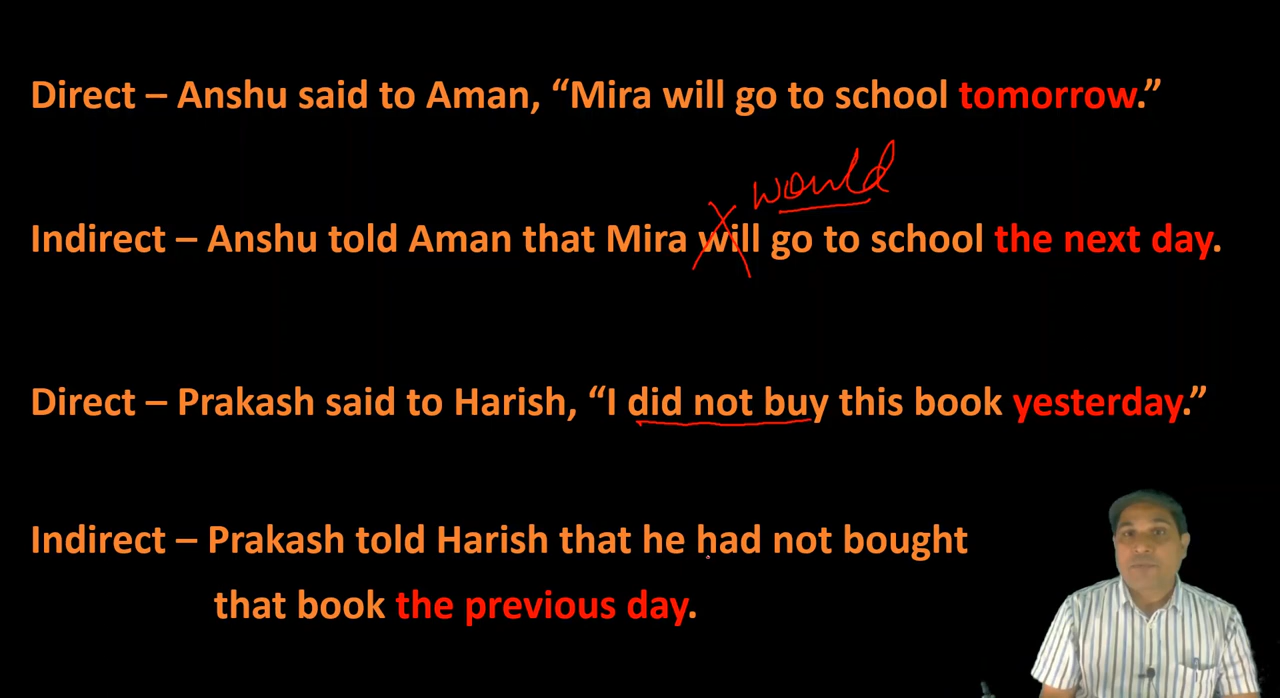 Direct – Anshu said to Aman, “Mira will go to school tomorrow.”
would
Indirect – Anshu told Aman that Mira will go to school the next day.
Direct – Prakash said to Harish, “I did not buy this book yesterday.”
Indirect – Prakash told Harish that he had not bought
that book the previous day.